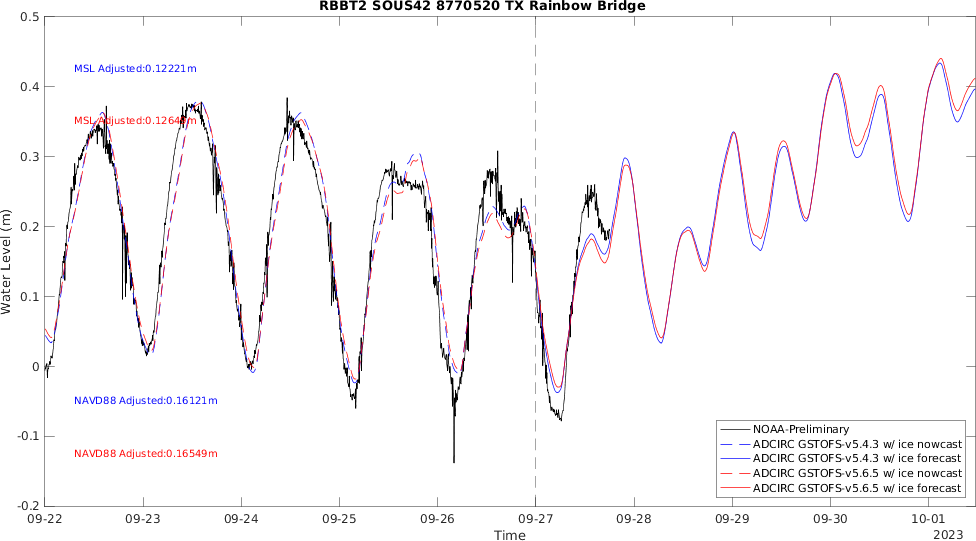 RBBT2 SOUS42 8770520 TX Rainbow Bridge
0.5
0.4
0.3
0.2
0.1
0
-0.1
-0.2
Water Level (m)
MSL Adjusted:0.12221m
MSL Adjusted:0.12649m
NAVD88 Adjusted:0.16121m
NAVD88 Adjusted:0.16549m
NOAA-Preliminary
ADCIRC GSTOFS-v5.4.3 w/ ice nowcast
ADCIRC GSTOFS-v5.4.3 w/ ice forecast
ADCIRC GSTOFS-v5.6.5 w/ ice nowcast
ADCIRC GSTOFS-v5.6.5 w/ ice forecast
09-22 09-23 09-24 09-25 09-26 09-27 09-28 09-29 09-30 10-01
Time
2023